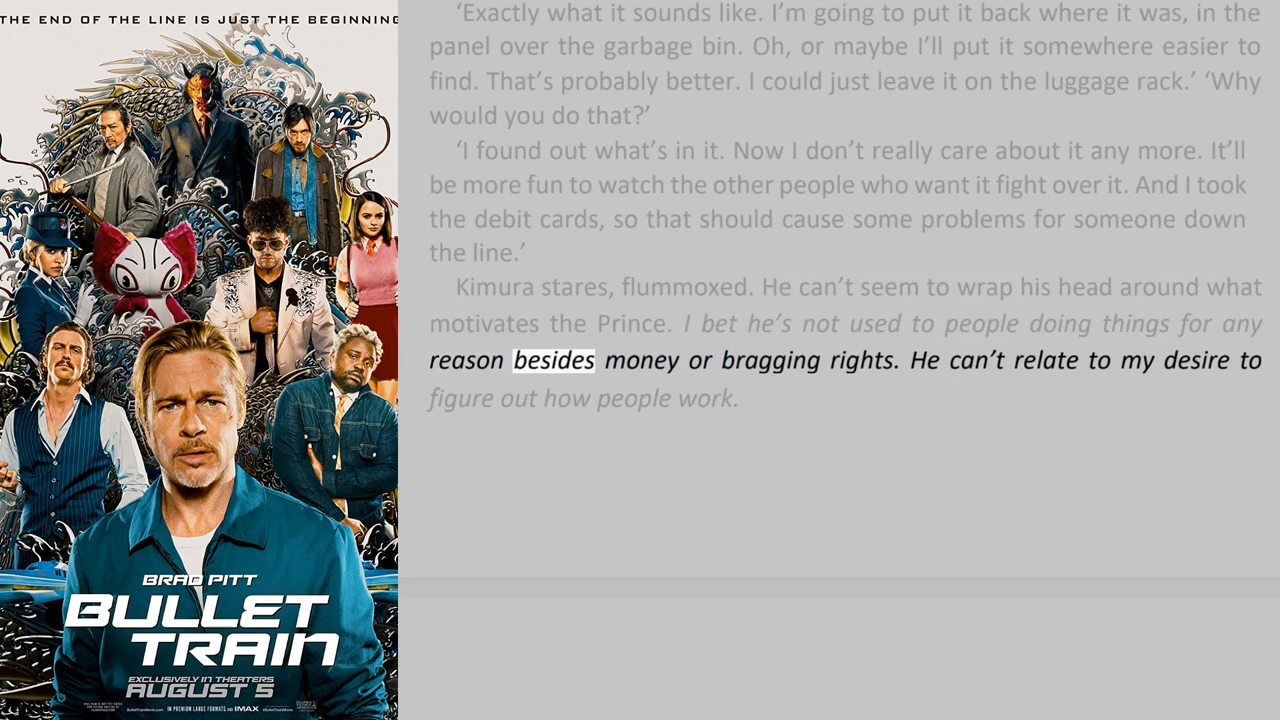 THE END OF THE LINE IS JUST THE BEGINNING
BRAD PITT
BULLET
TRAIN
EXCLUSIVELY IN THEATERS
AUGUST 5
BulletTrainMovie.com
IN PREMIUM LARGE FORMATS AND IMAX
#BulletTrainMovie
‘Exactly what it sounds like. I’m going to put it back where it was, in the
panel over the garbage bin. Oh, or maybe I’ll put it somewhere easier to
find. That’s probably better. I could just leave it on the luggage rack.’ ‘Why
would you do that?’
‘I found out what’s in it. Now I don’t really care about it any more. It’ll
be more fun to watch the other people who want it fight over it. And I took
the debit cards, so that should cause some problems for someone down
the line.’
Kimura stares, flummoxed. He can’t seem to wrap his head around what
motivates the Prince. I bet he’s not used to people doing things for any
reason besides money or bragging rights. He can’t relate to my desire to
figure out how people work.